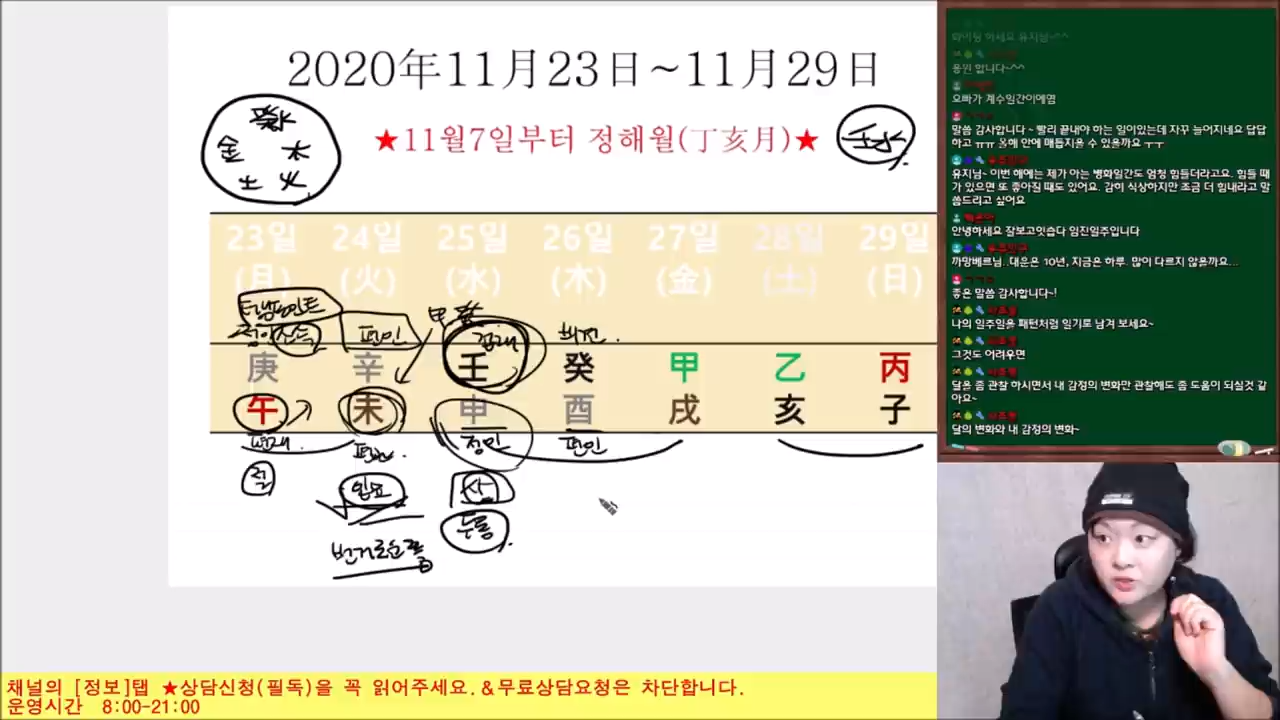 2020年11月23日~11月29日
★11월7일부터 정해월(丁亥月)★
金 水
土 火
壬水
23일 24일 25일 26일 27일 28일 29일
(月) (火) (水) (木) (金) (土) (日)
편인 겁재
庚 辛 壬 癸 甲 乙 丙
午 未 申 酉 戌 亥 子
편재 편관 정인 편인
번거로운
화이팅 하세요 유지님~^^
응원 합니다~^^
오빠가 계수일간이에염
말씀 감사합니다 ~ 빨리 끝내야 하는 일이있는데 자꾸 늘어지네요 답답
하고 ㅠㅠ 올해 안에 매듭지을 수 있을까요 ㅜㅜ
유지님~ 이번 해에는 제가 아는 병화일간도 엄청 힘들더라고요. 힘들 때
가 있으면 또 좋아질 때도 있어요. 감히 식상하지만 조금 더 힘내라고 말
씀드리고 싶어요
안녕하세요 잘보고잇슴다 임진일주입니다
까망베르님.. 대운은 10년, 지금은 하루. 많이 다르지 않을까요...
좋은 말씀 감사합니다~!
나의 일주일을 패턴처럼 일기로 남겨 보세요~
그것도 어려우면
달을 좀 관찰 하시면서 내 감정의 변화만 관찰해도 좀 도움이 되실것 같
아요~
달의 변화와 내 감정의 변화~
채널의 [정보]탭 ★상담신청(필독)을 꼭 읽어주세요.&무료상담요청은 차단합니다.
운영시간 8:00-21:00